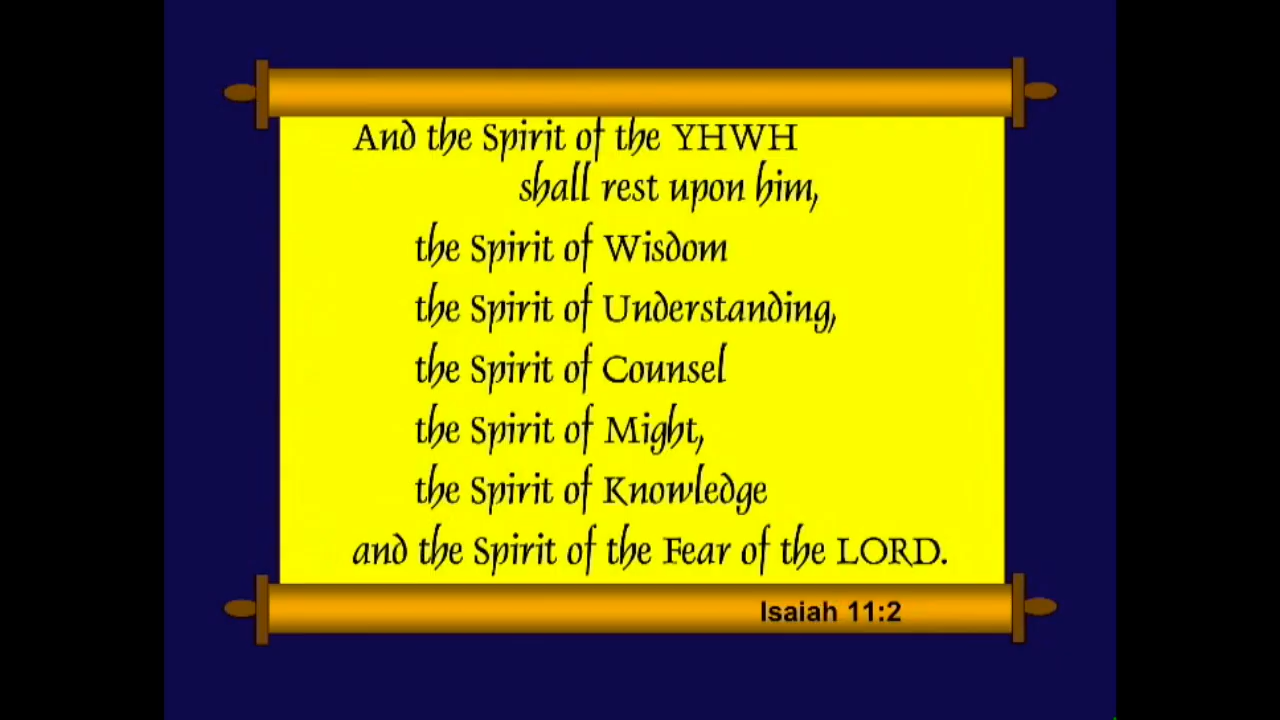 And the Spirit of the YHWH
shall rest upon him,
the Spirit of Wisdom
the Spirit of Understanding,
the Spirit of Counsel
the Spirit of Might,
the Spirit of Knowledge
and the Spirit of the Fear of the LORD.
Isaiah 11:2